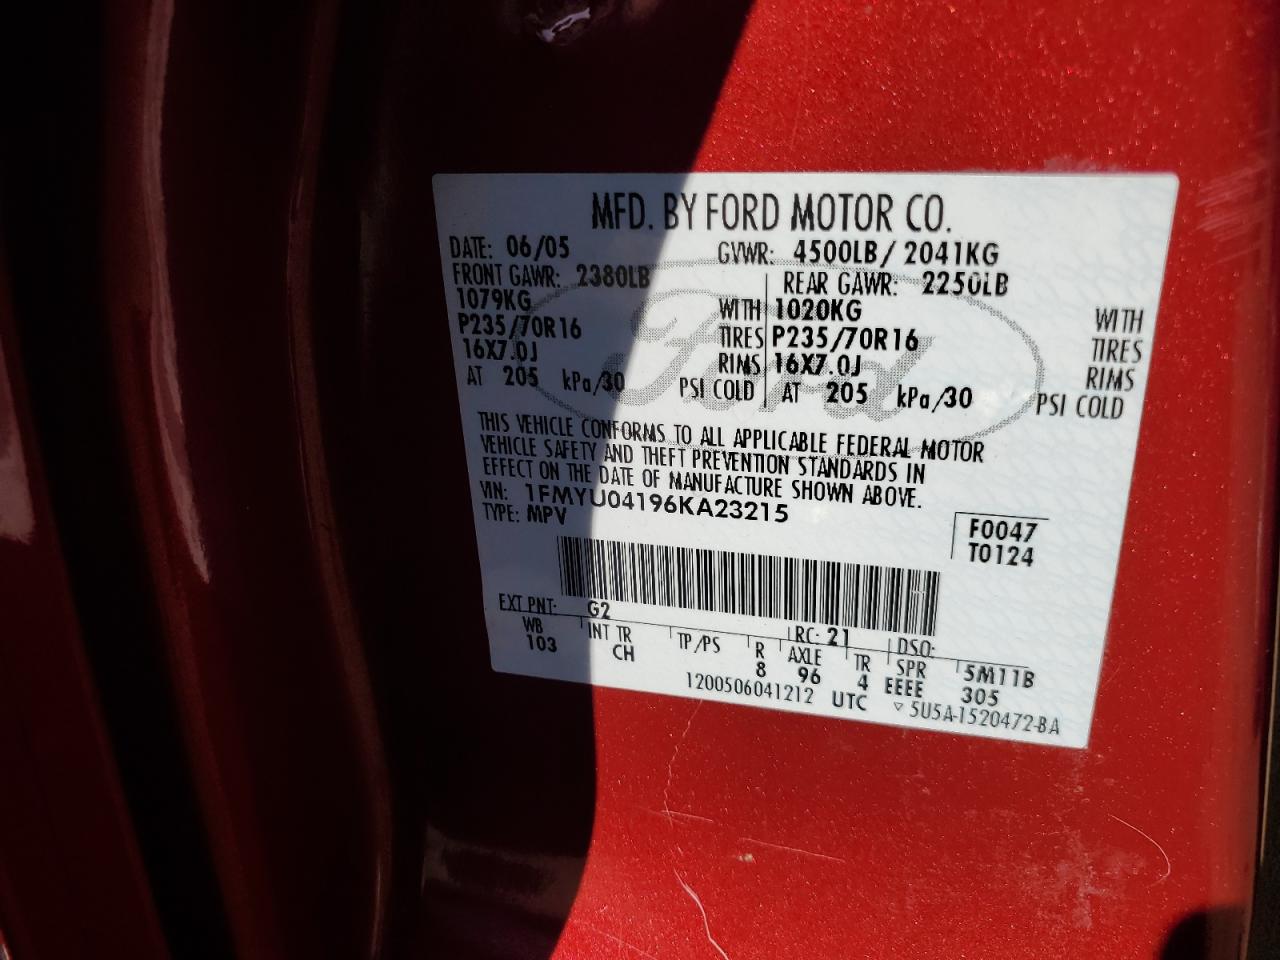 MFD. BY FORD MOTOR CO.
DATE: 06/05 GVWR: 4500LB/ 2041KG
FRONT GAWR: 2380LB REAR GAWR: 2250LB
1079KG WITH 1020KG WITH
P235/70R16 TIRES P235/70R16 TIRES
16X7.0J RIMS 16X7.0J RIMS
AT 205 kPa/30 PSI COLD AT 205 kPa/30 PSI COLD
Ford
THIS VEHICLE CONFORMS TO ALL APPLICABLE FEDERAL MOTOR
VEHICLE SAFETY AND THEFT PREVENTION STANDARDS IN
EFFECT ON THE DATE OF MANUFACTURE SHOWN ABOVE.
VIN: 1FMYU04196KA23215
TYPE: MPV
F0047
T0124
EXT PNT: G2 RC: 21 DSO:
WB INT TR TP/PS R AXLE TR SPR 5M11B
103 CH 8 96 4 EEEE 305
1200506041212 UTC ▽ 5U5A-1520472-BA